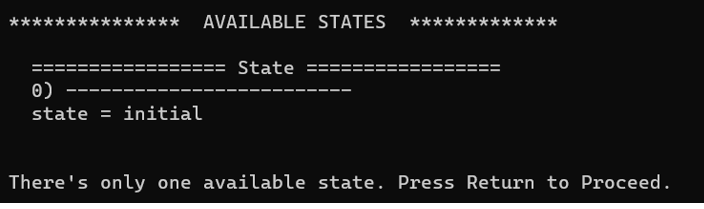 ***************  AVAILABLE STATES  *************
================= State =================
0) -------------------------
state = initial
There's only one available state. Press Return to Proceed.